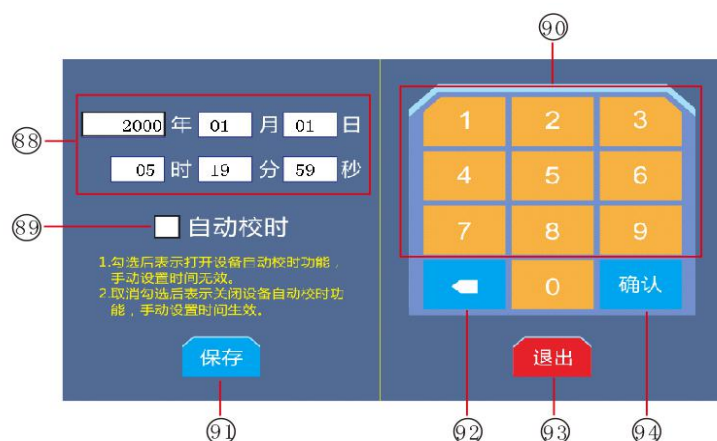 90
88
2000 年 01 月 01 日
05 时 19 分 59 秒
89
自动校时
1.勾选后表示打开设备自动校时功能，
手动设置时间无效。
2.取消勾选后表示关闭设备自动校时功
能，手动设置时间生效。
保存
1 2 3
4 5 6
7 8 9
0 确认
退出
91
92
93
94